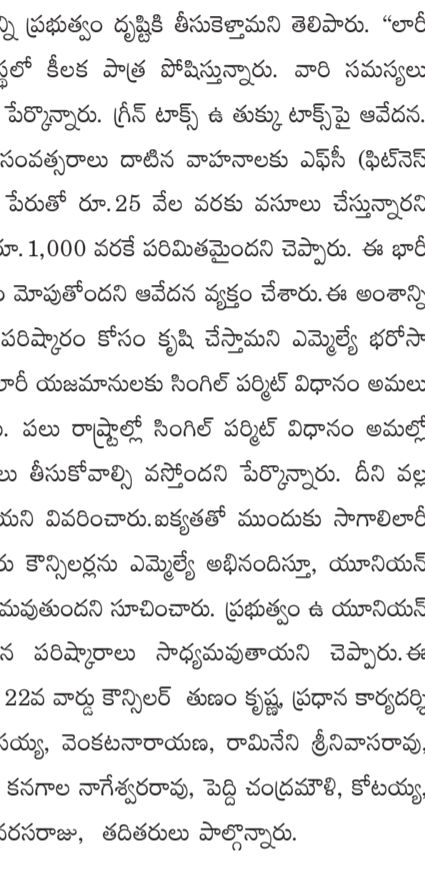 న్ని ప్రభుత్వం దృష్టికి తీసుకెళ్తామని తెలిపారు. “లారీ
స్థలో కీలక పాత్ర పోషిస్తున్నారు. వారి సమస్యలు
పేర్కొన్నారు. గ్రీన్ టాక్స్ ఉ తుక్కు టాక్స్‌పై ఆవేదన.
సంవత్సరాలు దాటిన వాహనాలకు ఎఫ్‌సీ (ఫిట్‌నెస్
పేరుతో రూ.25 వేల వరకు వసూలు చేస్తున్నారని
రూ.1,000 వరకే పరిమితమైందని చెప్పారు. ఈ భారీ
మోపుతోందని ఆవేదన వ్యక్తం చేశారు.ఈ అంశాన్ని
పరిష్కారం కోసం కృషి చేస్తామని ఎమ్మెల్యే భరోసా
లారీ యజమానులకు సింగిల్ పర్మిట్ విధానం అమలు
. పలు రాష్ట్రాల్లో సింగిల్ పర్మిట్ విధానం అమల్లో
లు తీసుకోవాల్సి వస్తోందని పేర్కొన్నారు. దీని వల్ల
యని వివరించారు.ఐక్యతతో ముందుకు సాగాలిలారీ
రు కౌన్సిలర్లను ఎమ్మెల్యే అభినందిస్తూ, యూనియన్
మవుతుందని సూచించారు. ప్రభుత్వం ఉ యూనియన్
న పరిష్కారాలు సాధ్యమవుతాయని చెప్పారు.ఈ
22వ వార్డు కౌన్సిలర్ తుణం కృష్ణ, ప్రధాన కార్యదర్శి
సయ్య, వెంకటనారాయణ, రామినేని శ్రీనివాసరావు,
కనగాల నాగేశ్వరరావు, పెద్ది చంద్రమౌళి, కోటయ్య,
వరసరాజు, తదితరులు పాల్గొన్నారు.